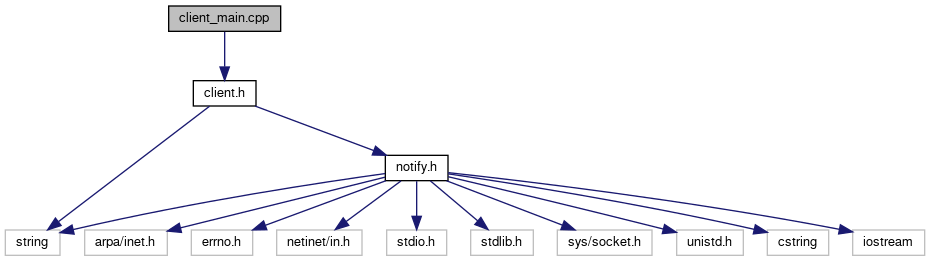 client_main.cpp
client.h
notify.h
string
arpa/inet.h
errno.h
netinet/in.h
stdio.h
stdlib.h
sys/socket.h
unistd.h
cstring
iostream